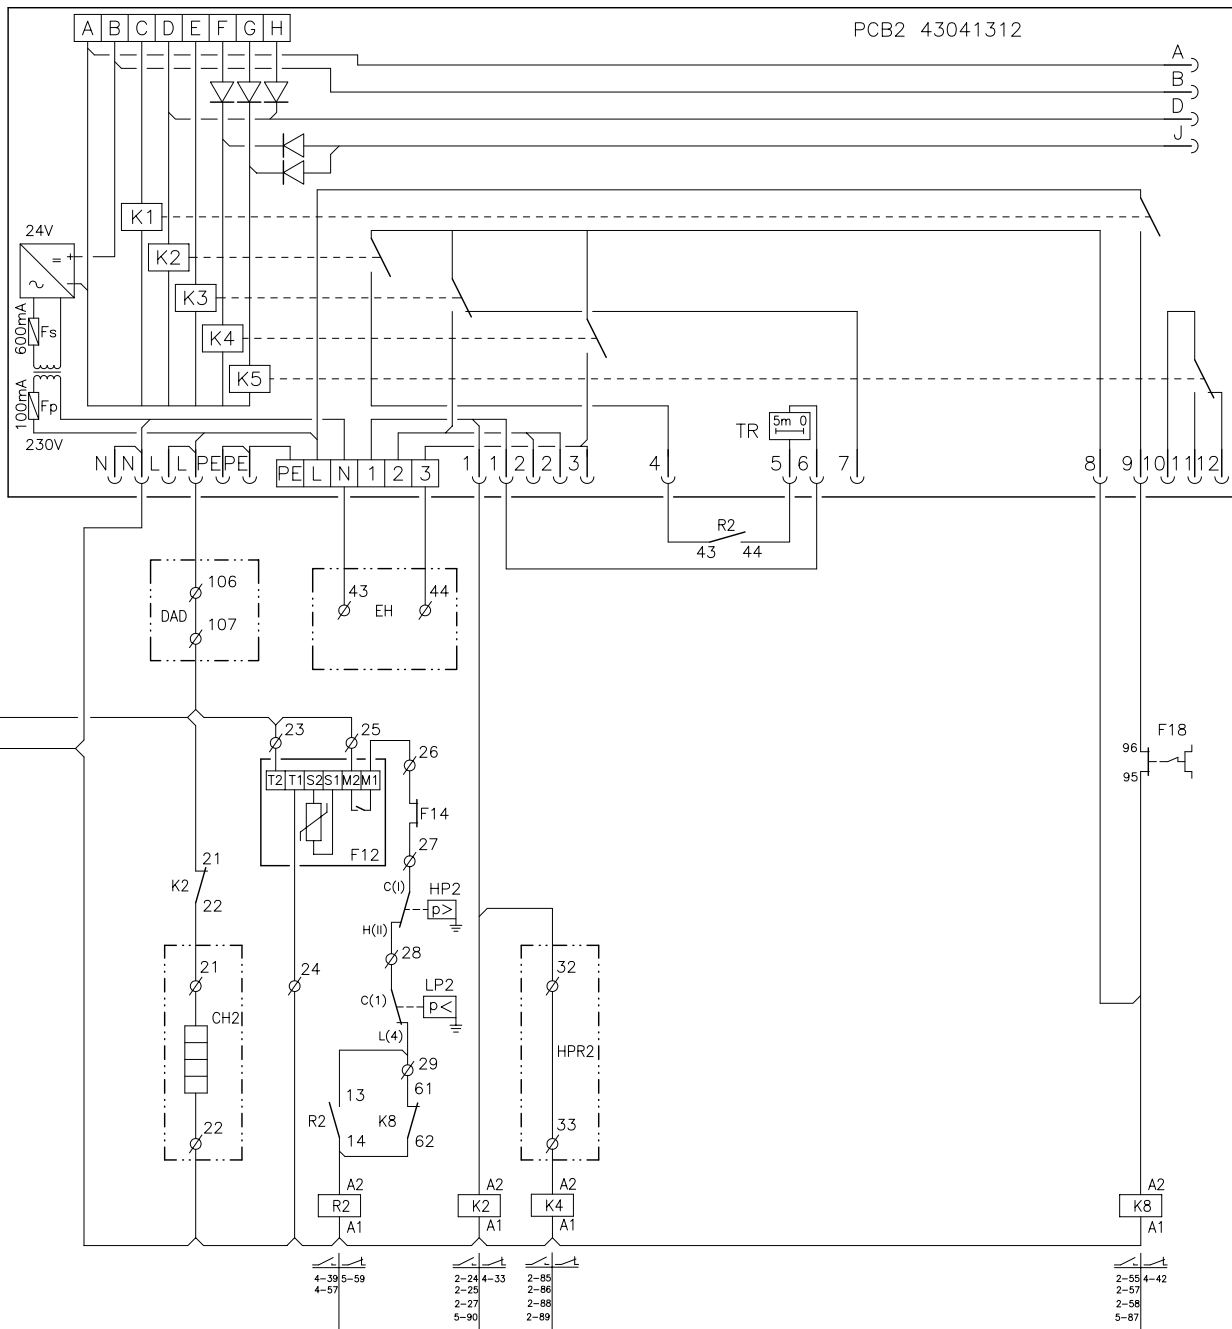 A B C D E F G H
PCB2 43041312
A
B
D
J
K1
24V
= +
K2
~
K3
600mA
Fs
K4
K5
100mA
Fp
TR
5m 0
230V
N N L L PE PE
PE L N 1 2 3
1 1 2 2 3 4 5 6 7 8 9 10 11 12
R2
43 44
106
DAD
107
43 EH 44
23 25
26
F18
96
95
T2 T1 S2 S1 M2 M1
F14
F12
27
21
K2
22
C(I) HP2
p>
H(II)
28
21
24
C(1) LP2
p<
L(4)
32
CH2
HPR2
29
13 61
R2 K8
14 62
22
33
A2 A2 A2 A2
R2 K2 K4 K8
A1 A1 A1 A1
4-39 5-59 2-24 4-33 2-85 2-55 4-42
4-57 2-25 2-86 2-57
2-27 2-88 2-58
5-90 2-89 5-87